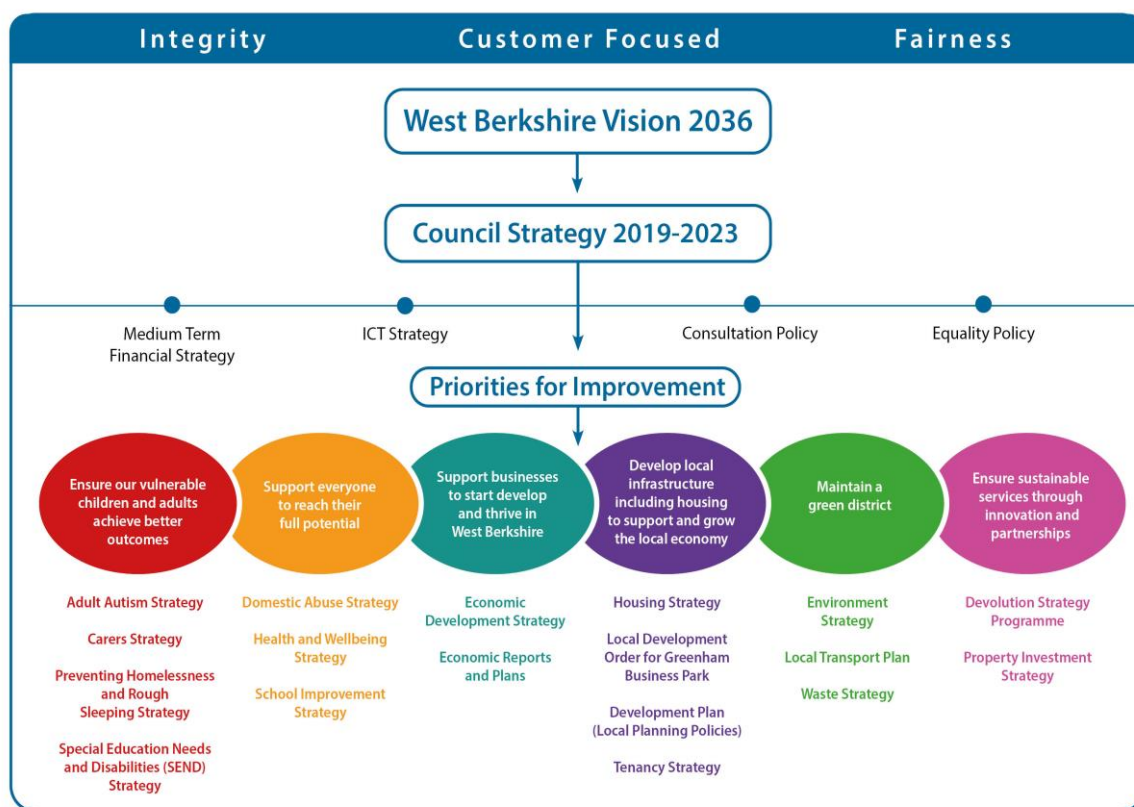 Integrity
Customer Focused
Fairness
West Berkshire Vision 2036
Council Strategy 2019-2023
Medium Term
Financial Strategy
ICT Strategy
Consultation Policy
Equality Policy
Priorities for Improvement
Ensure our vulnerable
children and adults
achieve better
outcomes
Support everyone
to reach their
full potential
Support businesses
to start develop
and thrive in
West Berkshire
Develop local
infrastructure
including housing
to support and grow
the local economy
Maintain a
green district
Ensure sustainable
services through
innovation and
partnerships
Adult Autism Strategy
Carers Strategy
Preventing Homelessness
and Rough
Sleeping Strategy
Special Education Needs
and Disabilities (SEND)
Strategy
Domestic Abuse Strategy
Health and Wellbeing
Strategy
School Improvement
Strategy
Economic
Development Strategy
Economic Reports
and Plans
Housing Strategy
Local Development
Order for Greenham
Business Park
Development Plan
(Local Planning Policies)
Tenancy Strategy
Environment
Strategy
Local Transport Plan
Waste Strategy
Devolution Strategy
Programme
Property Investment
Strategy